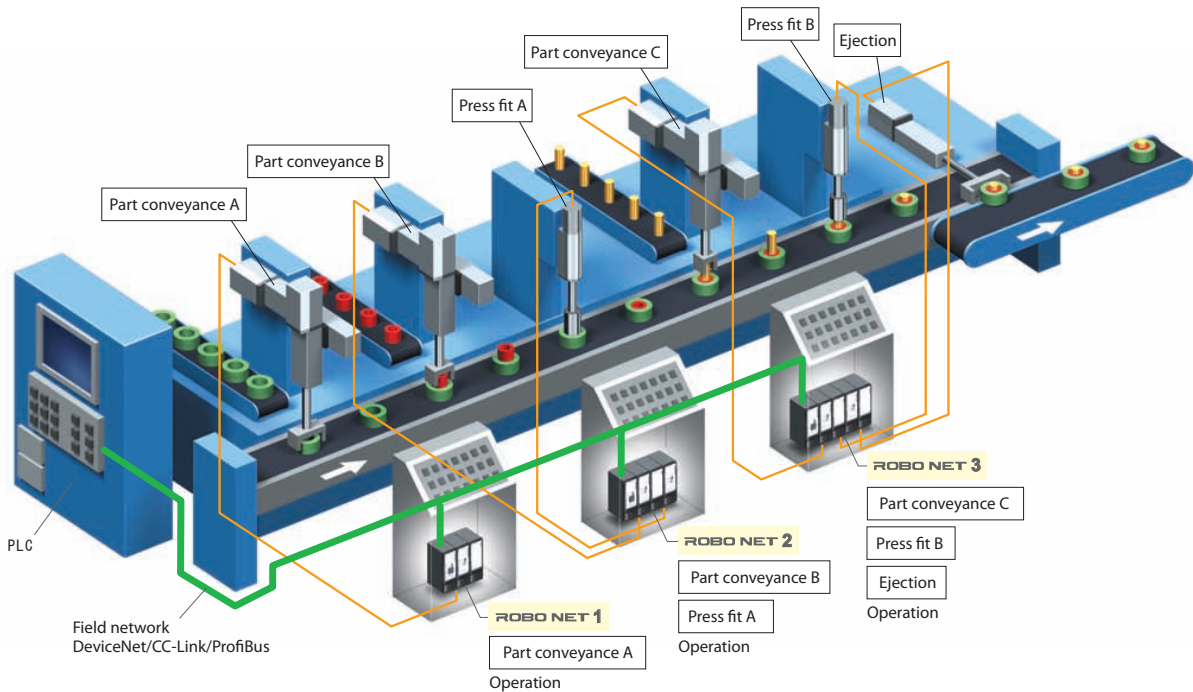 Press fit B
Ejection
Part conveyance C
Press fit A
Part conveyance B
Part conveyance A
PLC
Field network
DeviceNet/CC-Link/ProfiBus
ROBO NET 1
Part conveyance A
Operation
ROBO NET 2
Part conveyance B
Press fit A
Operation
ROBO NET 3
Part conveyance C
Press fit B
Ejection
Operation